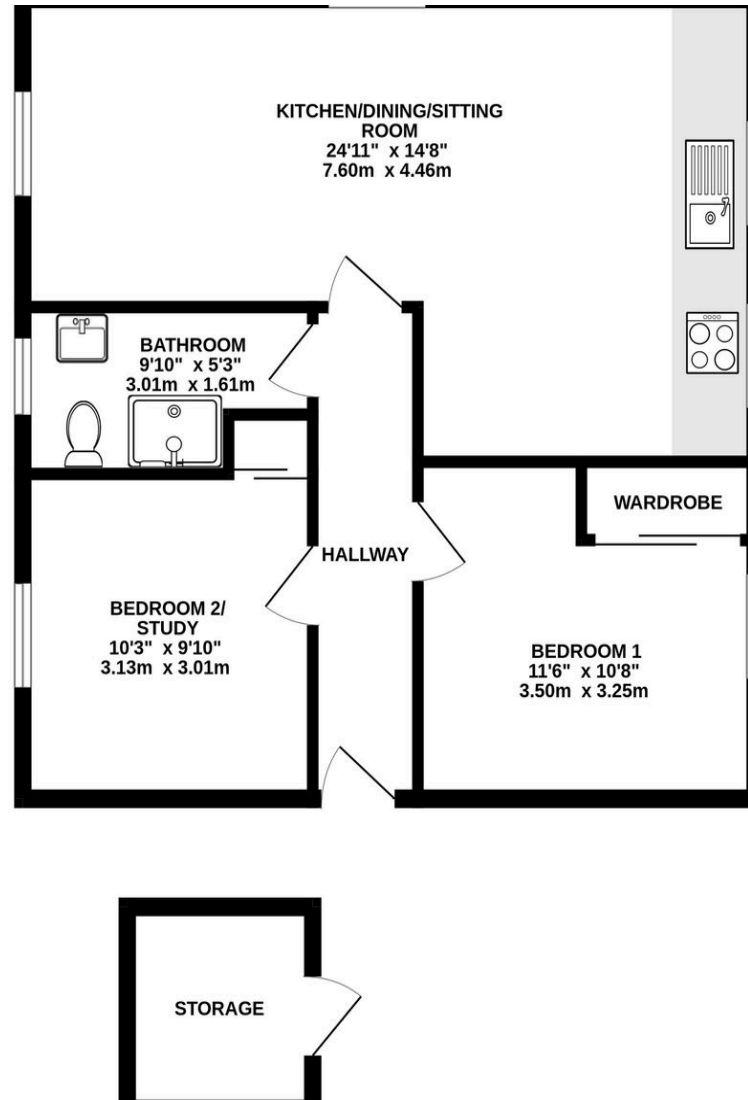 KITCHEN/DINING/SITTING
ROOM
24'11" x 14'8"
7.60m x 4.46m
BATHROOM
9'10" x 5'3"
3.01m x 1.61m
WARDROBE
HALLWAY
BEDROOM 2/
STUDY
10'3" x 9'10"
3.13m x 3.01m
BEDROOM 1
11'6" x 10'8"
3.50m x 3.25m
STORAGE